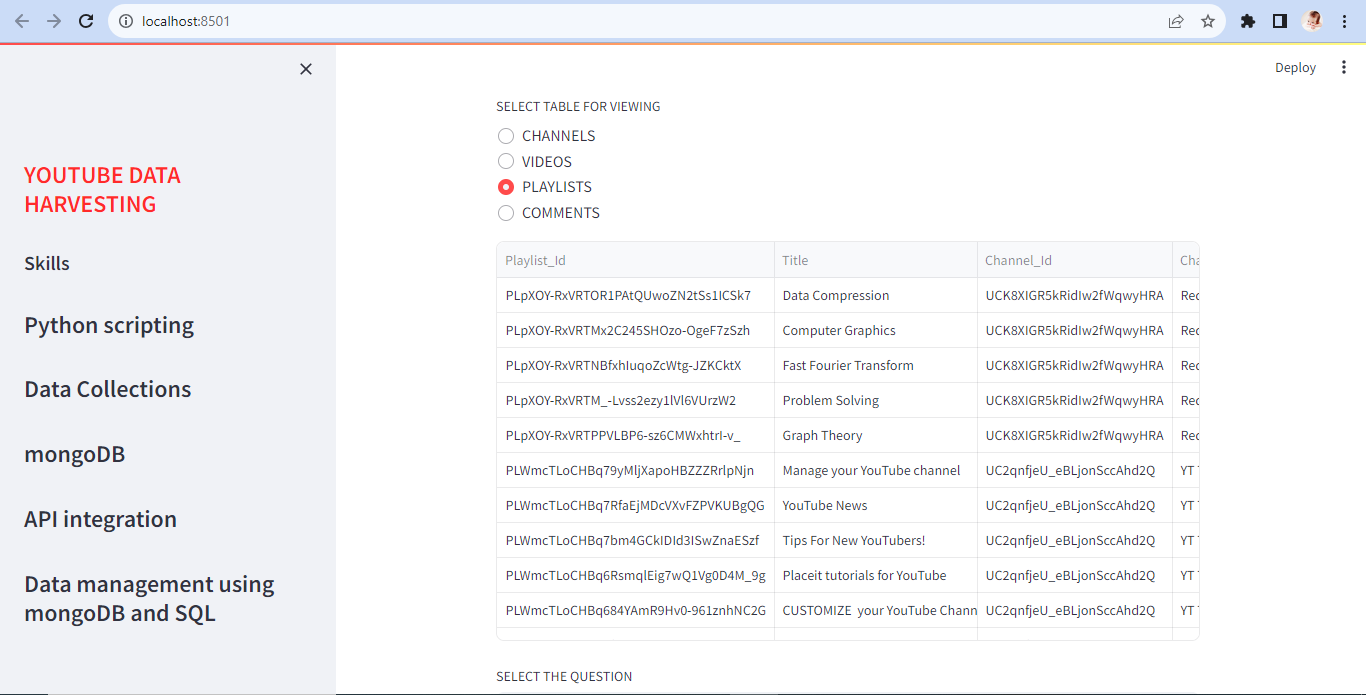 localhost:8501
Deploy
YOUTUBE DATA
HARVESTING
Skills
Python scripting
Data Collections
mongoDB
API integration
Data management using
mongoDB and SQL
SELECT TABLE FOR VIEWING
CHANNELS
VIDEOS
PLAYLISTS
COMMENTS
Playlist_Id Title Channel_Id Cha
PLpXOY-RxVRTOR1PAtQUwoZN2tSs1ICSk7 Data Compression UCK8XIGR5kRidIw2fWqwyHRA Rec
PLpXOY-RxVRTMx2C245SHOzo-OgeF7zSzh Computer Graphics UCK8XIGR5kRidIw2fWqwyHRA Rec
PLpXOY-RxVRTNBfxhIuqoZcWtg-JZKCktX Fast Fourier Transform UCK8XIGR5kRidIw2fWqwyHRA Rec
PLpXOY-RxVRTM_-Lvss2ezy1lVl6VUrzW2 Problem Solving UCK8XIGR5kRidIw2fWqwyHRA Rec
PLpXOY-RxVRTPPVLBP6-sz6CMWxhtrI-v_ Graph Theory UCK8XIGR5kRidIw2fWqwyHRA Rec
PLWmcTLoCHBq79yMljXapoHBZZZRrlpNjn Manage your YouTube channel UC2qnfjeU_eBLjonSccAhd2Q YT
PLWmcTLoCHBq7RfaEjMDcVXvFZPVKUBgQG YouTube News UC2qnfjeU_eBLjonSccAhd2Q YT
PLWmcTLoCHBq7bm4GCkIDId3ISwZnaESzf Tips For New YouTubers! UC2qnfjeU_eBLjonSccAhd2Q YT
PLWmcTLoCHBq6RsmqlEig7wQ1Vg0D4M_9g Placeit tutorials for YouTube UC2qnfjeU_eBLjonSccAhd2Q YT
PLWmcTLoCHBq684YAmR9Hv0-961znhNC2G CUSTOMIZE your YouTube Chann UC2qnfjeU_eBLjonSccAhd2Q YT
SELECT THE QUESTION